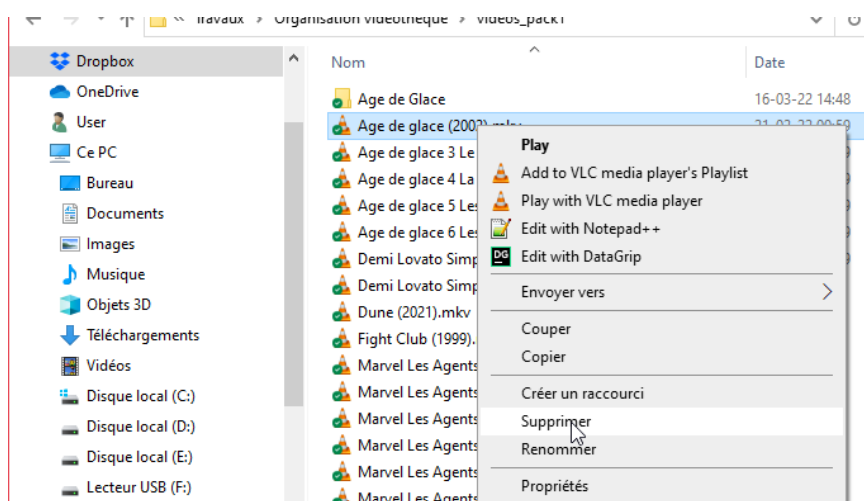 « Travaux > Organisation vidéothèque > videos_pack1
Dropbox
OneDrive
User
Ce PC
Bureau
Documents
Images
Musique
Objets 3D
Téléchargements
Vidéos
Disque local (C:)
Disque local (D:)
Disque local (E:)
Lecteur USB (F:)
Nom Date
Age de Glace 16-03-22 14:48
Age de glace (2002).mkv
Age de glace 3 Le
Age de glace 4 La
Age de glace 5 Les
Age de glace 6 Les
Demi Lovato Simp
Demi Lovato Simp
Dune (2021).mkv
Fight Club (1999).
Marvel Les Agents
Marvel Les Agents
Marvel Les Agents
Marvel Les Agents
Marvel Les Agents
Marvel Les Agents
Play
Add to VLC media player's Playlist
Play with VLC media player
Edit with Notepad++
DG Edit with DataGrip
Envoyer vers
Couper
Copier
Créer un raccourci
Supprimer
Renommer
Propriétés